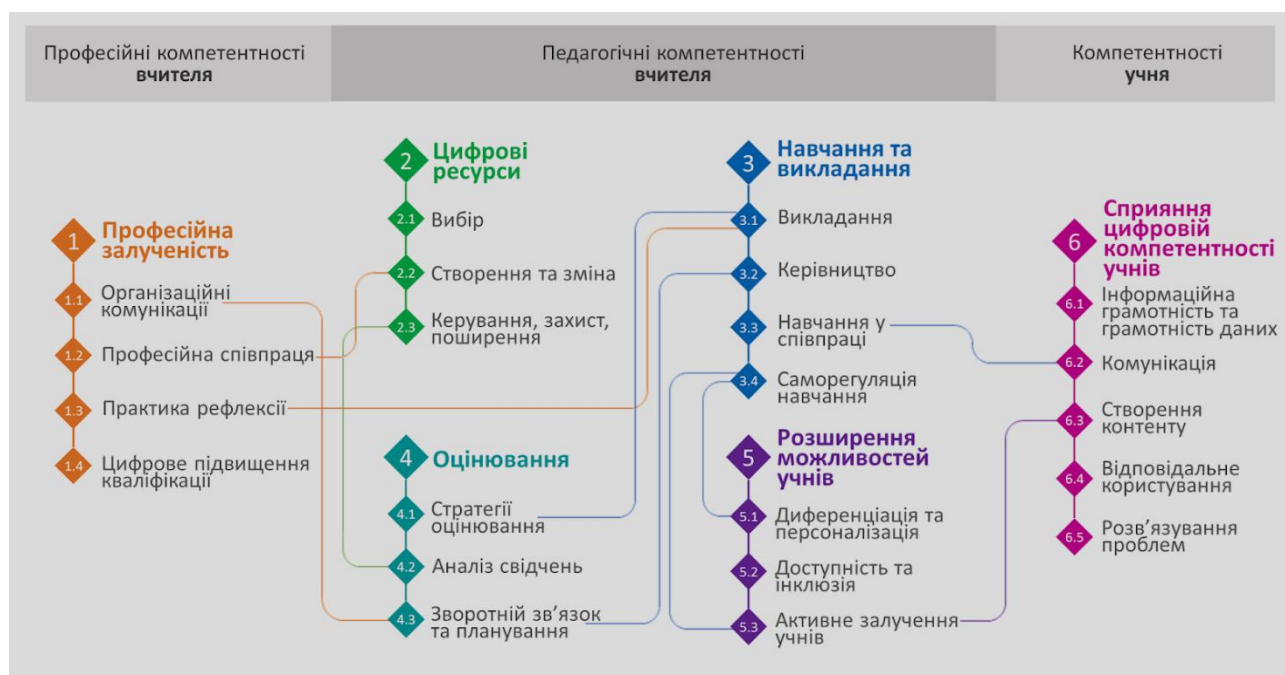 Професійні компетентності
вчителя
Педагогічні компетентності
вчителя
Компетентності
учня
1
Професійна
залученість
1.1
Організаційні
комунікації
1.2
Професійна співпраця
1.3
Практика рефлексії
1.4
Цифрове підвищення
кваліфікації
2
Цифрові
ресурси
2.1
Вибір
2.2
Створення та зміна
2.3
Керування, захист,
поширення
4
Оцінювання
4.1
Стратегії
оцінювання
4.2
Аналіз свідчень
4.3
Зворотній зв’язок
та планування
3
Навчання та
викладання
3.1
Викладання
3.2
Керівництво
3.3
Навчання у
співпраці
3.4
Саморегуляція
навчання
5
Розширення
можливостей
учнів
5.1
Диференціація та
персоналізація
5.2
Доступність та
інклюзія
5.3
Активне залучення
учнів
6
Сприяння
цифровій
компетентності
учнів
6.1
Інформаційна
грамотність та
грамотність даних
6.2
Комунікація
6.3
Створення
контенту
6.4
Відповідальне
користування
6.5
Розв’язування
проблем